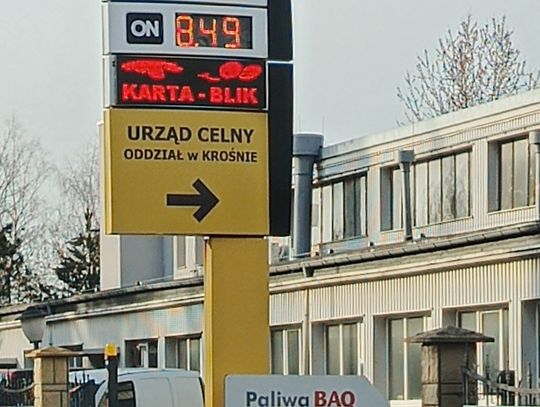 ON 8.49
KARTA - BLIK
URZĄD CELNY
ODDZIAŁ w KROŚNIE
Paliwa BAQ